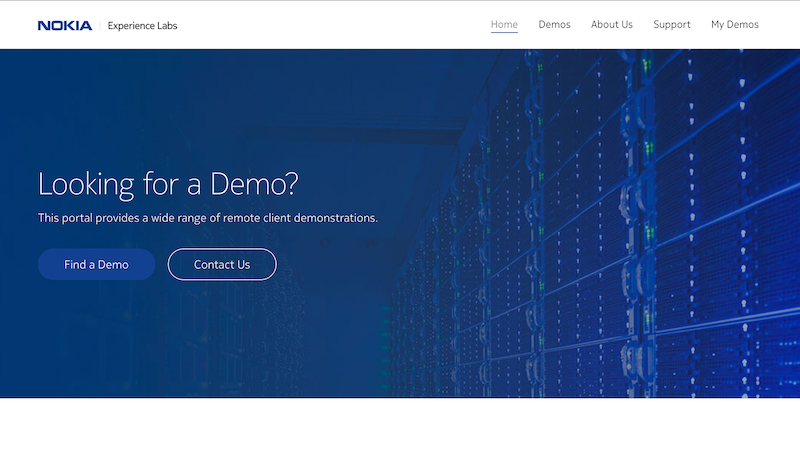 NOKIA Experience Labs
Home Demos About Us Support My Demos
Looking for a Demo?
This portal provides a wide range of remote client demonstrations.
Find a Demo Contact Us